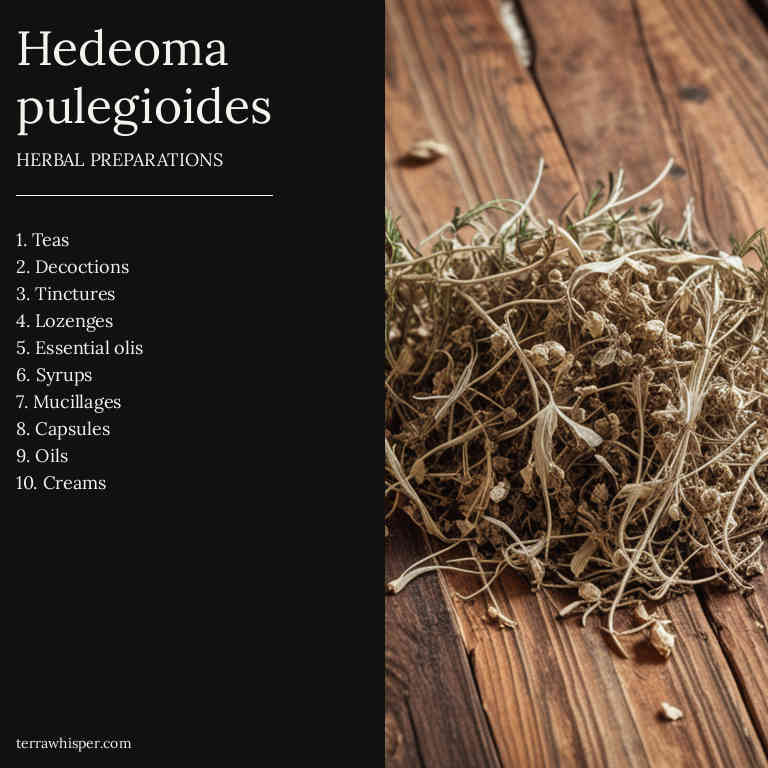 Hedeoma
pulegioides
HERBAL PREPARATIONS
1. Teas
2. Decoctions
3. Tinctures
4. Lozenges
5. Essential olis
6. Syrups
7. Mucillages
8. Capsules
9. Oils
10. Creams
terrawhisper.com